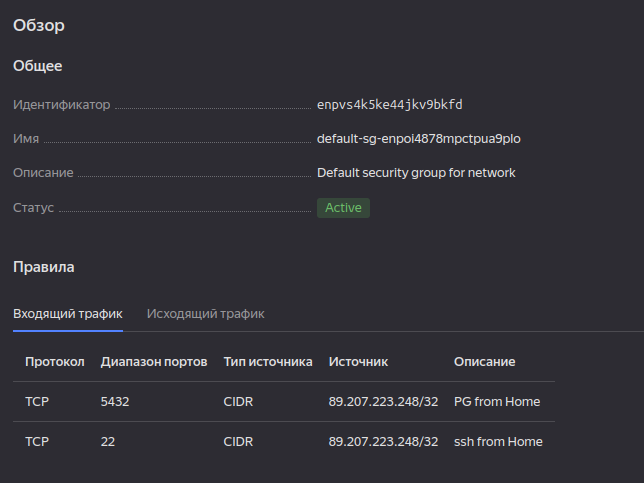 Обзор
Общее
Идентификатор enpvs4k5ke44jkv9bkfd
Имя default-sg-enpoi4878mpctpua9plo
Описание Default security group for network
Статус Active
Правила
Входящий трафик Исходящий трафик
Протокол Диапазон портов Тип источника Источник Описание
TCP 5432 CIDR 89.207.223.248/32 PG from Home
TCP 22 CIDR 89.207.223.248/32 ssh from Home